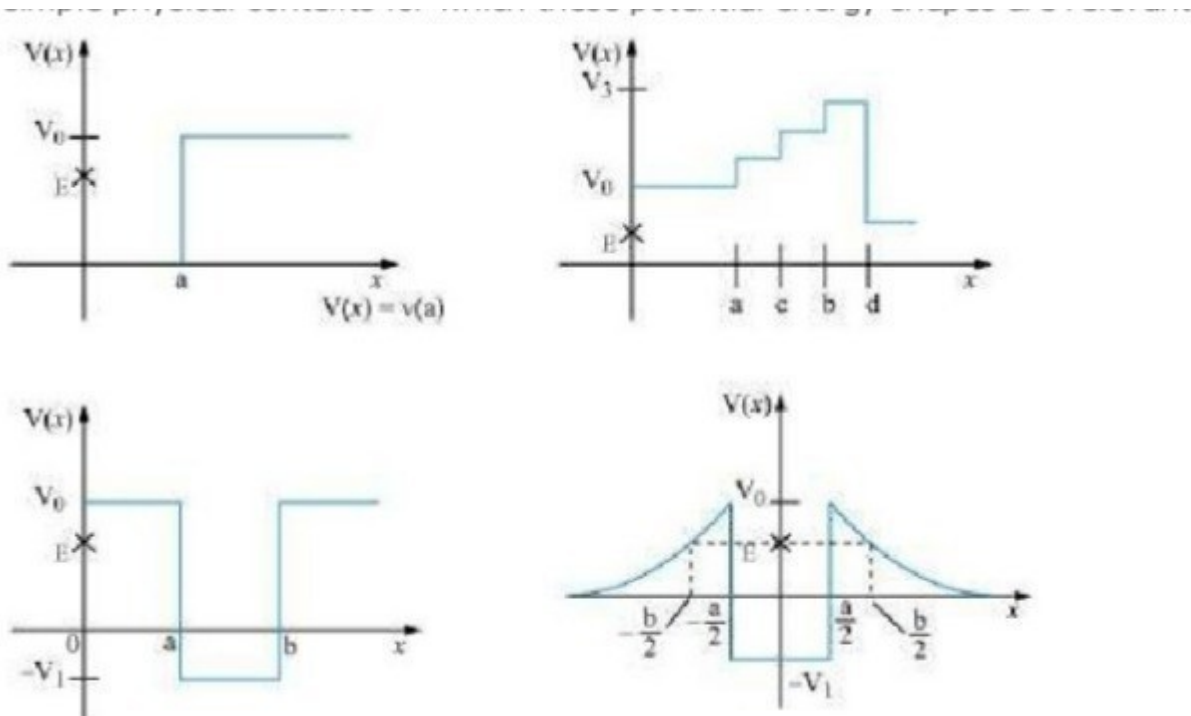 V(x)
V₀
E
a
x
V(x) = v(a)
V(x)
V₃
V₀
E
a c b d
x
V(x)
V₀
E
0
a
b
x
-V₁
V(x)
V₀
E
-b/2
-a/2
a/2
b/2
x
-V₁